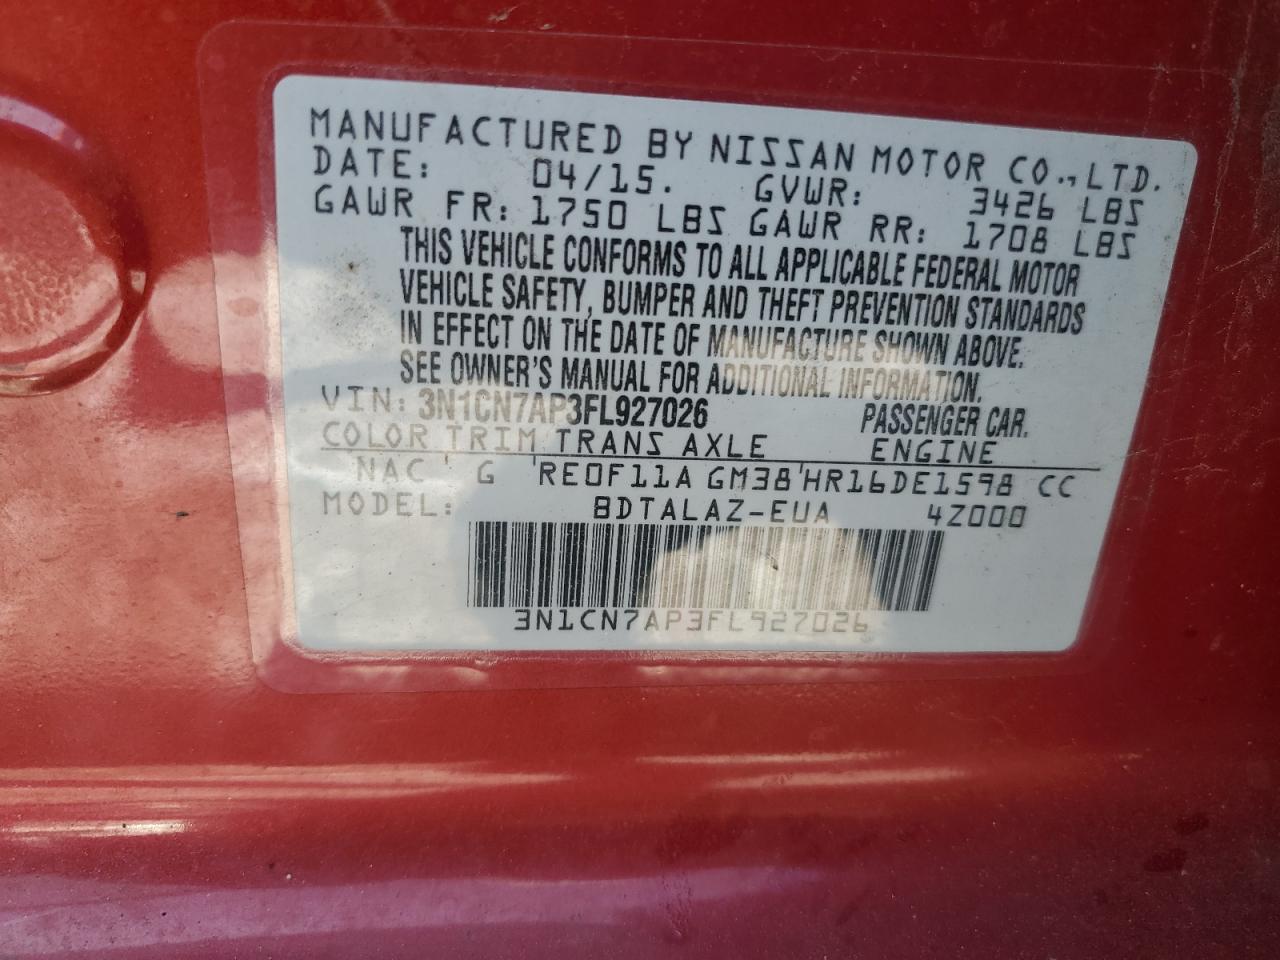 MANUFACTURED BY NISSAN MOTOR CO., LTD.
DATE: 04/15. GVWR: 3426 LBS
GAWR FR: 1750 LBS GAWR RR: 1708 LBS
THIS VEHICLE CONFORMS TO ALL APPLICABLE FEDERAL MOTOR
VEHICLE SAFETY, BUMPER AND THEFT PREVENTION STANDARDS
IN EFFECT ON THE DATE OF MANUFACTURE SHOWN ABOVE.
SEE OWNER'S MANUAL FOR ADDITIONAL INFORMATION.
VIN: 3N1CN7AP3FL927026 PASSENGER CAR.
COLOR TRIM TRANS AXLE ENGINE
NAC ' G 'RE0F11A GM38'HR16DE1598 CC
MODEL: BDTALAZ-EUA 4Z000
3N1CN7AP3FL927026